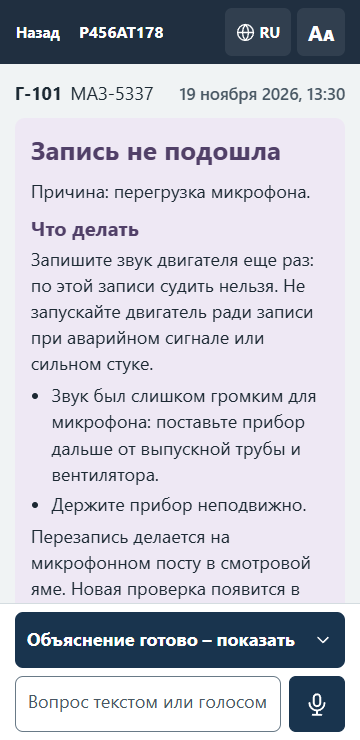 Назад P456AT178 RU Aa
Г-101 МАЗ-5337 19 ноября 2026, 13:30
Запись не подошла
Причина: перегрузка микрофона.
Что делать
Запишите звук двигателя еще раз:
по этой записи судить нельзя. Не
запускайте двигатель ради записи
при аварийном сигнале или
сильном стуке.
• Звук был слишком громким для
микрофона: поставьте прибор
дальше от выпускной трубы и
вентилятора.
• Держите прибор неподвижно.
Перезапись делается на
микрофонном посту в смотровой
яме. Новая проверка появится в
Объяснение готово – показать
Вопрос текстом или голосом